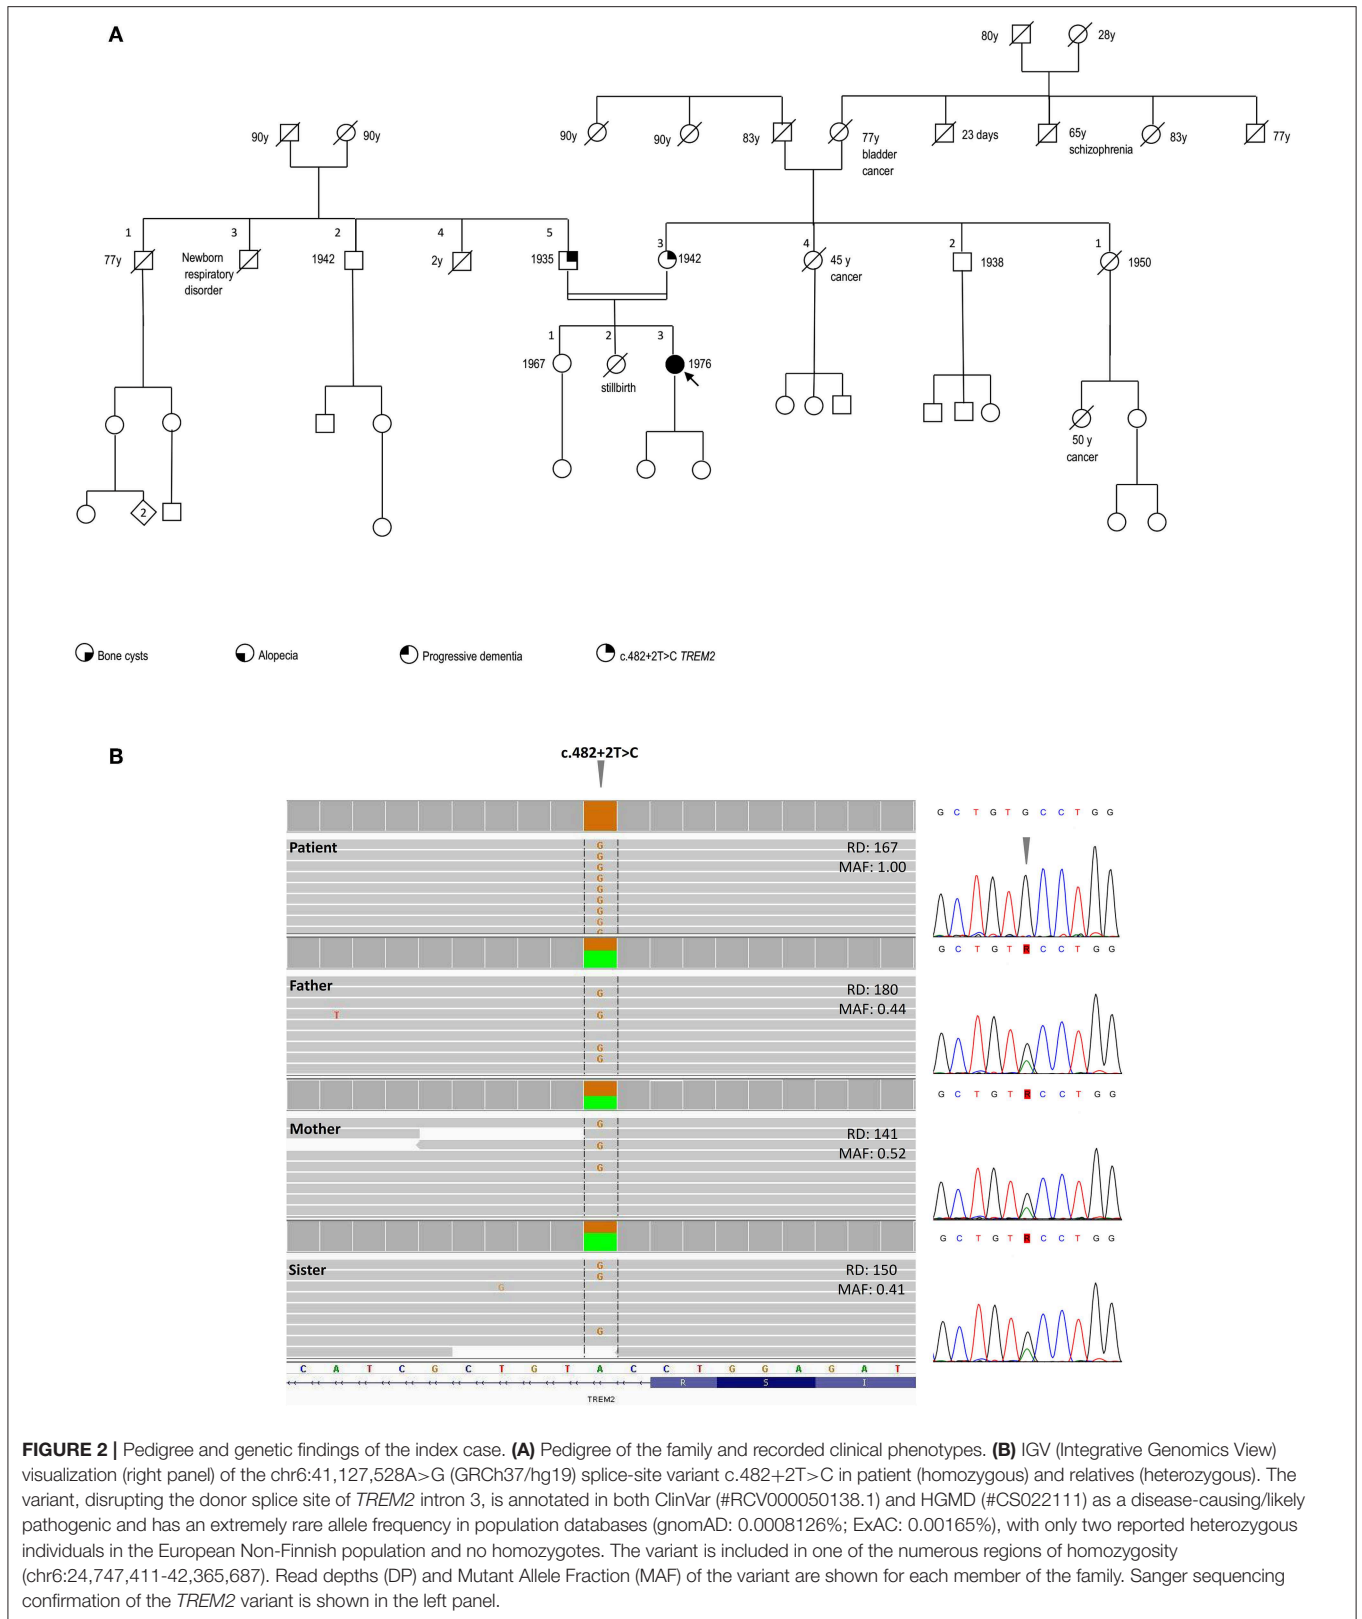 A
80y
28y
90y
90y
83y
77y
bladder
cancer
23 days
65y
schizophrenia
83y
77y
90y
90y
1
3
2
4
5
3
4
2
1
77y
Newborn
respiratory
disorder
1942
2y
1935
1942
45 y
cancer
1938
1950
1
2
3
1967
stillbirth
1976
50 y
cancer
2
Bone cysts
Alopecia
Progressive dementia
c.482+2T>C TREM2
B
c.482+2T>C
Patient
RD: 167
MAF: 1.00
G
G
G
G
G
G
G
G
G
G C T G T G C C T G G
Father
RD: 180
MAF: 0.44
G
T
G
G
G
G C T G T R C C T G G
Mother
RD: 141
MAF: 0.52
G
G
G
G C T G T R C C T G G
Sister
RD: 150
MAF: 0.41
G
G
G
G
G C T G T R C C T G G
C A T C G C T G T A C C T G G A G A T
R S I
TREM2
FIGURE 2 | Pedigree and genetic findings of the index case. (A) Pedigree of the family and recorded clinical phenotypes. (B) IGV (Integrative Genomics View)
visualization (right panel) of the chr6:41,127,528A>G (GRCh37/hg19) splice-site variant c.482+2T>C in patient (homozygous) and relatives (heterozygous). The
variant, disrupting the donor splice site of TREM2 intron 3, is annotated in both ClinVar (#RCV000050138.1) and HGMD (#CS022111) as a disease-causing/likely
pathogenic and has an extremely rare allele frequency in population databases (gnomAD: 0.0008126%; ExAC: 0.00165%), with only two reported heterozygous
individuals in the European Non-Finnish population and no homozygotes. The variant is included in one of the numerous regions of homozygosity
(chr6:24,747,411-42,365,687). Read depths (DP) and Mutant Allele Fraction (MAF) of the variant are shown for each member of the family. Sanger sequencing
confirmation of the TREM2 variant is shown in the left panel.